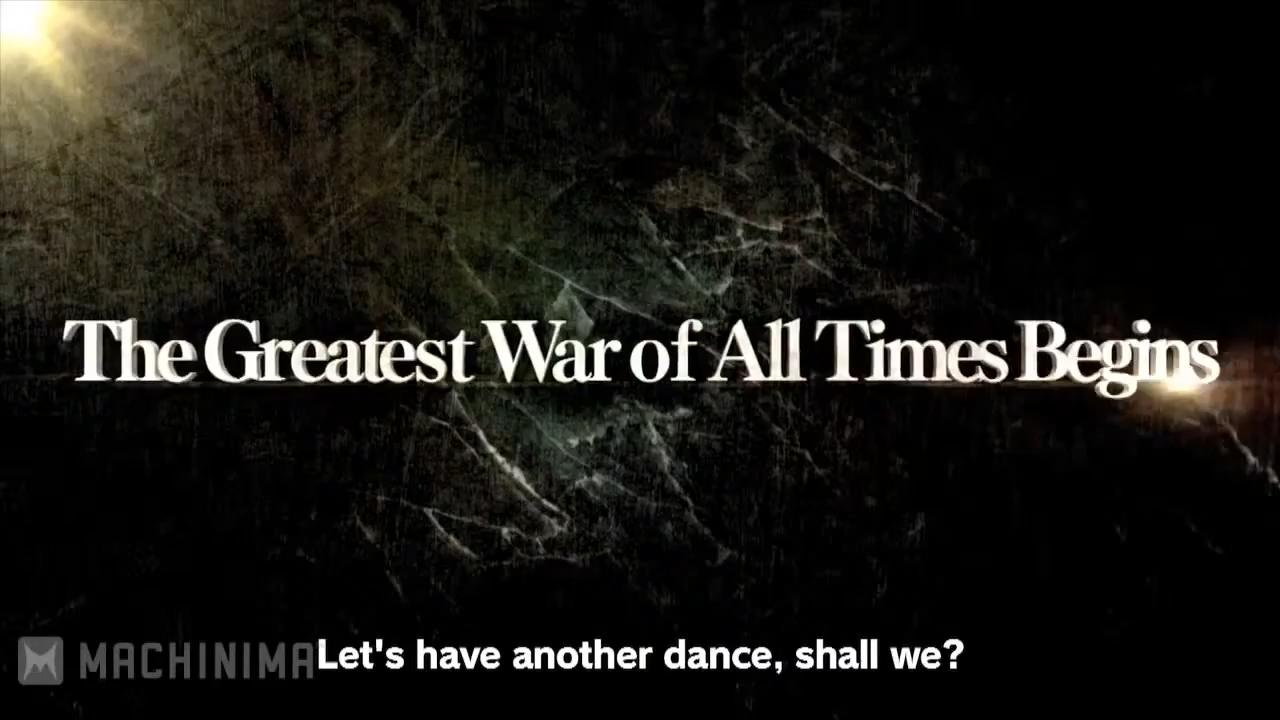 The Greatest War of All Times Begins
MACHINIMA
Let's have another dance, shall we?